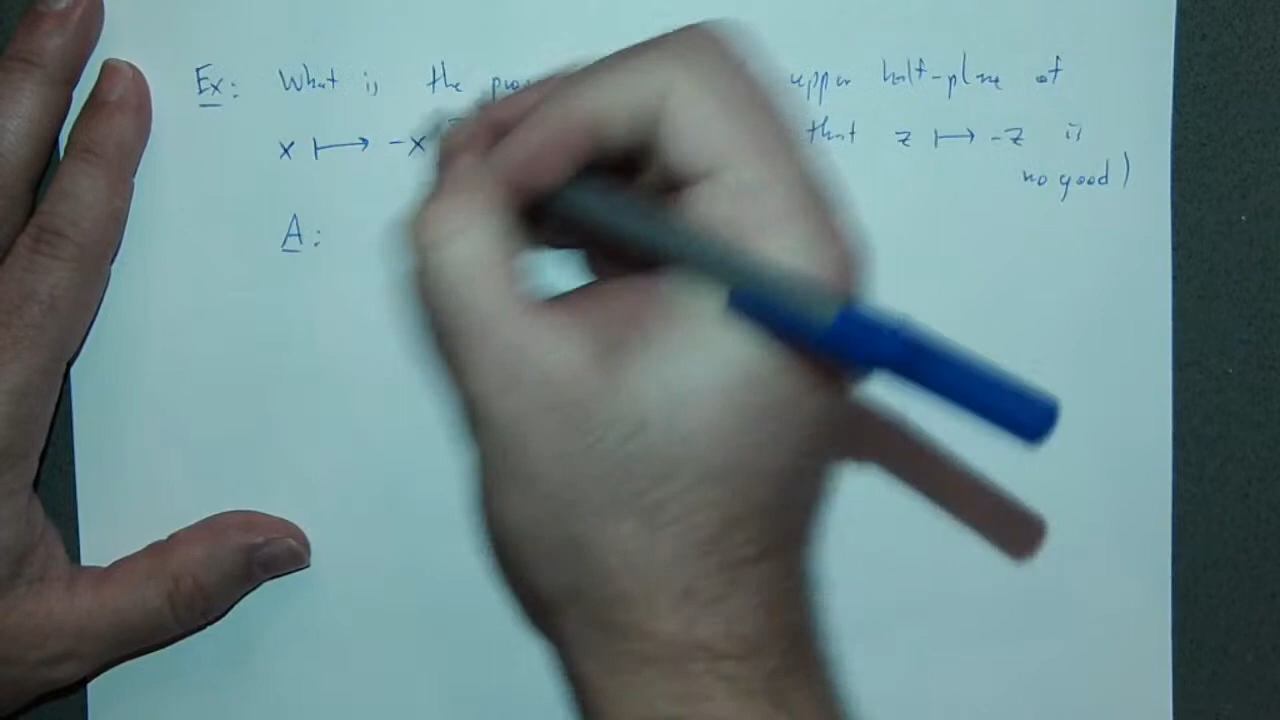 Ex: What is the upper half-plane of
x ↦ -x that z ↦ -z is
no good)
A: